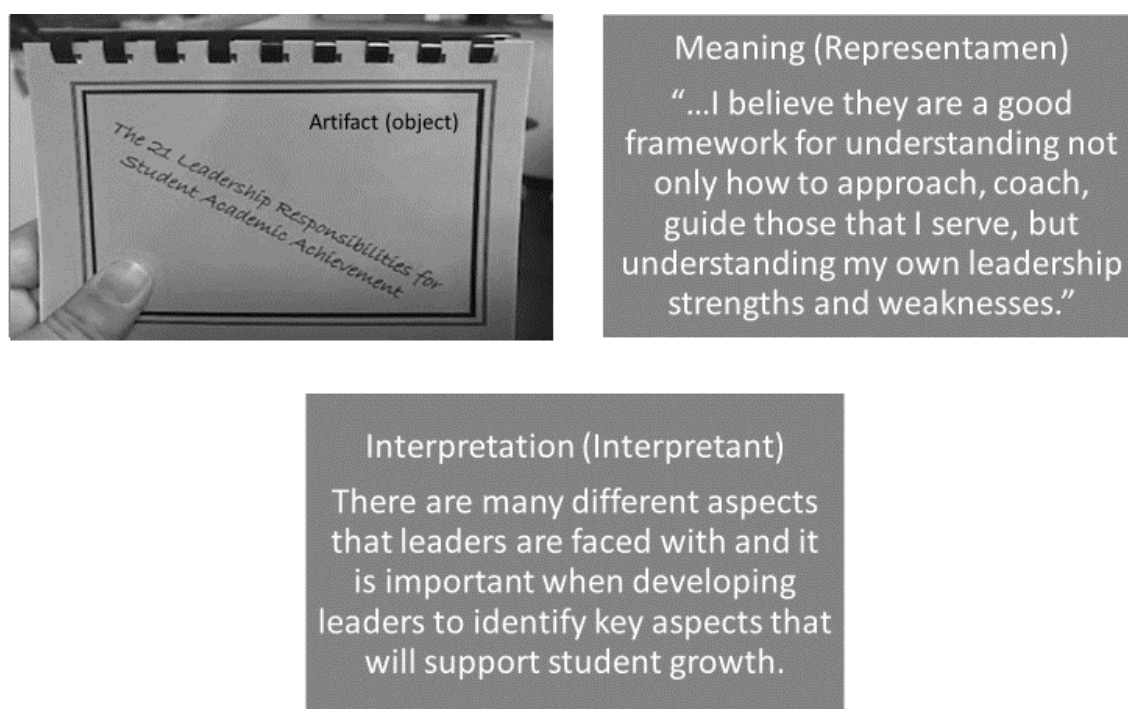 Artifact (object)
The 21 Leadership Responsibilities for
Student Academic Achievement
Meaning (Representamen)
“...I believe they are a good
framework for understanding not
only how to approach, coach,
guide those that I serve, but
understanding my own leadership
strengths and weaknesses.”
Interpretation (Interpretant)
There are many different aspects
that leaders are faced with and it
is important when developing
leaders to identify key aspects that
will support student growth.